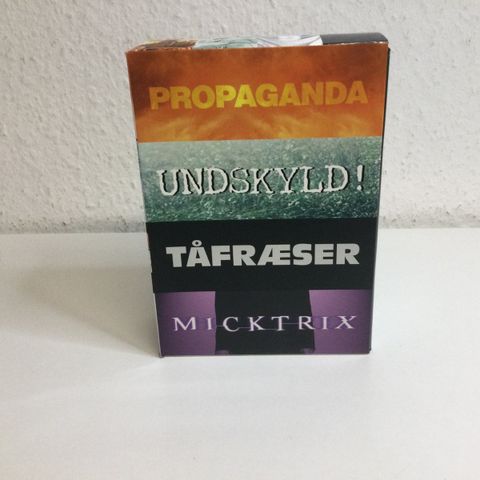 PROPAGANDA
UNDSKYLD!
TÅFRÆSER
MICKTRIX